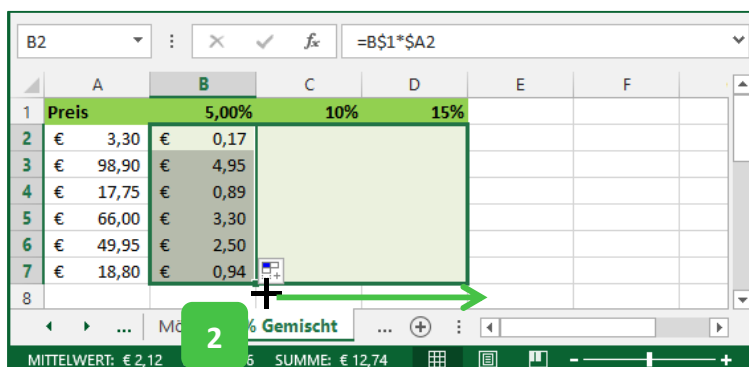 B2 fx =B$1*$A2
A B C D E F
1 Preis 5,00% 10% 15%
2 € 3,30 € 0,17
3 € 98,90 € 4,95
4 € 17,75 € 0,89
5 € 66,00 € 3,30
6 € 49,95 € 2,50
7 € 18,80 € 0,94
8
... Mö 2 % Gemischt ...
MITTELWERT: € 2,12 6 SUMME: € 12,74